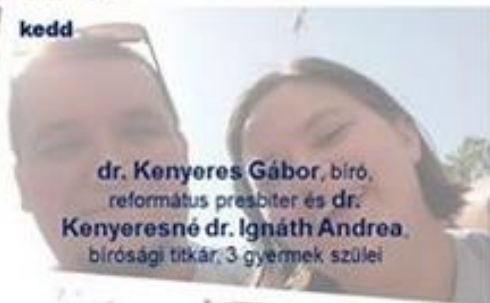 kedd
dr. Kenyeres Gábor, bíró,
református presbiter és dr.
Kenyeresné dr. Ignáth Andrea,
bírósági titkár, 3 gyermek szülei